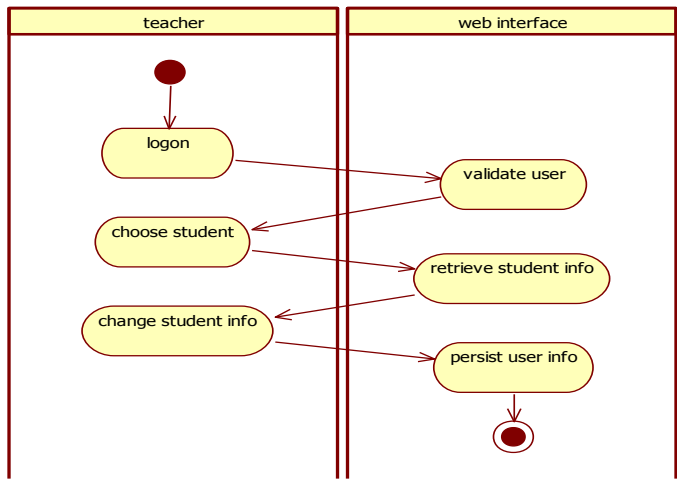 teacher
web interface
logon
validate user
choose student
retrieve student info
change student info
persist user info